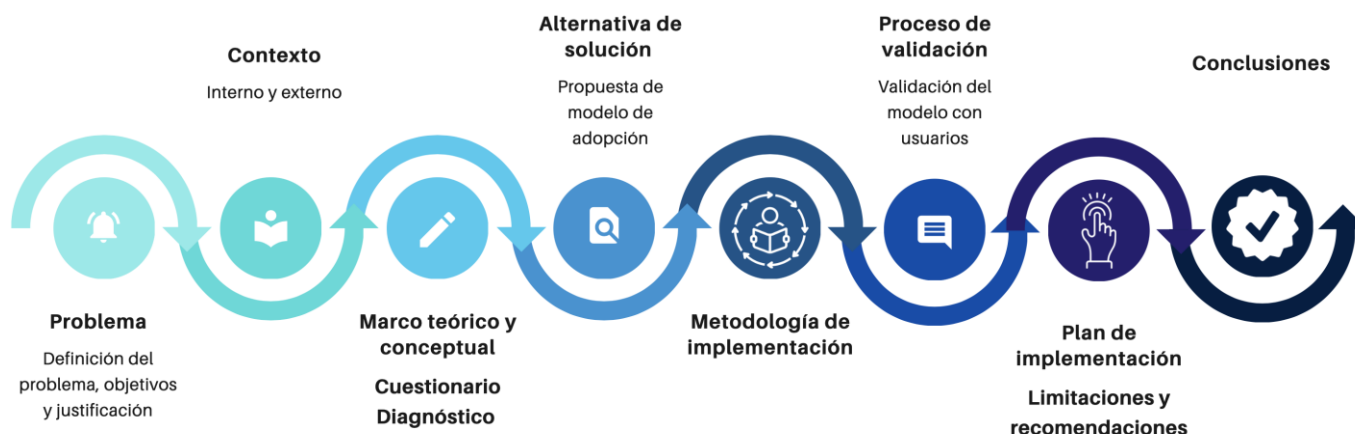 Problema
Definición del
problema, objetivos
y justificación
Contexto
Interno y externo
Marco teórico y
conceptual
Cuestionario
Diagnóstico
Alternativa de
solución
Propuesta de
modelo de
adopción
Metodología de
implementación
Proceso de
validación
Validación del
modelo con
usuarios
Plan de
implementación
Limitaciones y
recomendaciones
Conclusiones